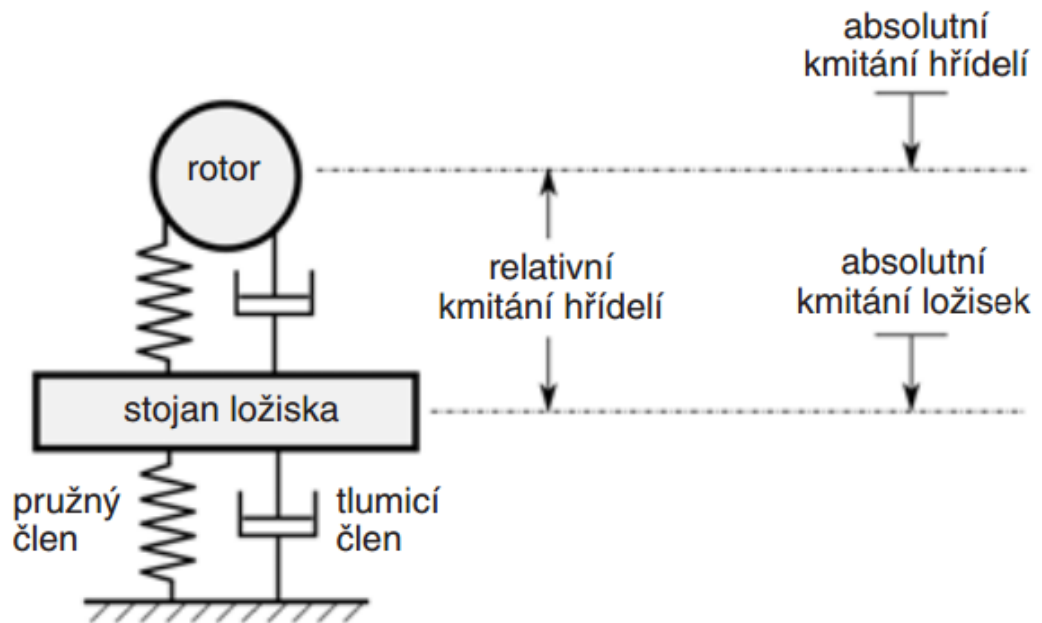 absolutní
kmitání hřídelí
rotor
relativní
kmitání hřídelí
absolutní
kmitání ložisek
stojan ložiska
pružný
člen
tlumicí
člen